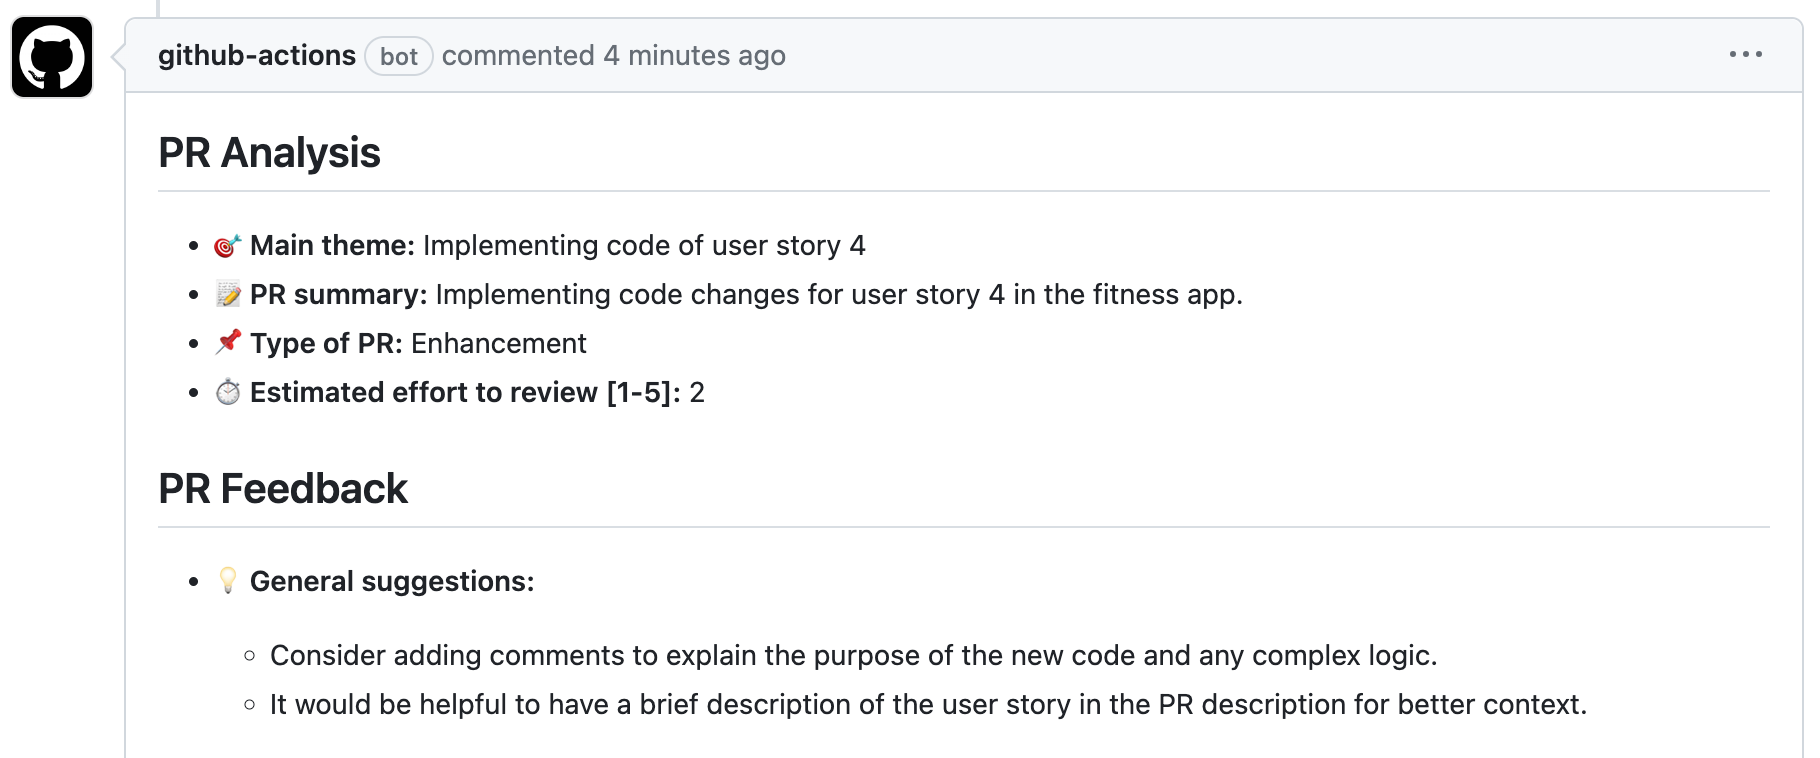 github-actions bot commented 4 minutes ago
PR Analysis
🎯 Main theme: Implementing code of user story 4
📝 PR summary: Implementing code changes for user story 4 in the fitness app.
📌 Type of PR: Enhancement
⏱️ Estimated effort to review [1-5]: 2
PR Feedback
💡 General suggestions:
Consider adding comments to explain the purpose of the new code and any complex logic.
It would be helpful to have a brief description of the user story in the PR description for better context.